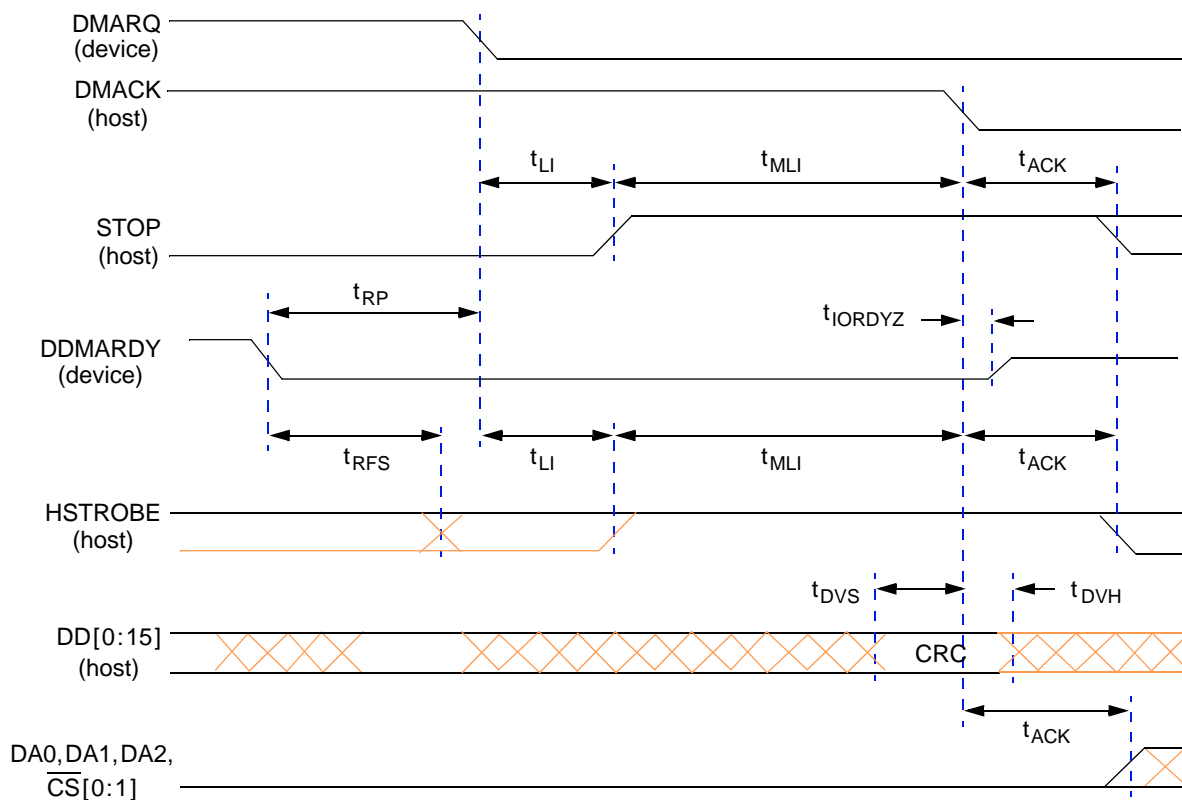 DMARQ
(device)
DMACK
(host)
tLI
tMLI
tACK
STOP
(host)
tRP
tIORDYZ
DDMARDY
(device)
tRFS
tLI
tMLI
tACK
HSTROBE
(host)
tDVS
tDVH
DD[0:15]
(host)
CRC
tACK
DA0,DA1,DA2,
C̅S̅[0:1]